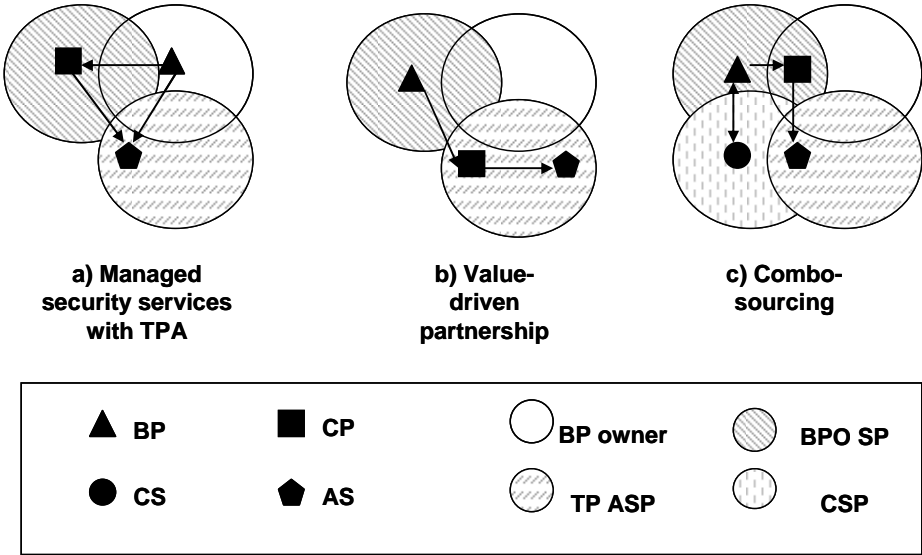 a) Managed
security services
with TPA
b) Value-
driven
partnership
c) Combo-
sourcing
BP
CP
BP owner
BPO SP
CS
AS
TP ASP
CSP